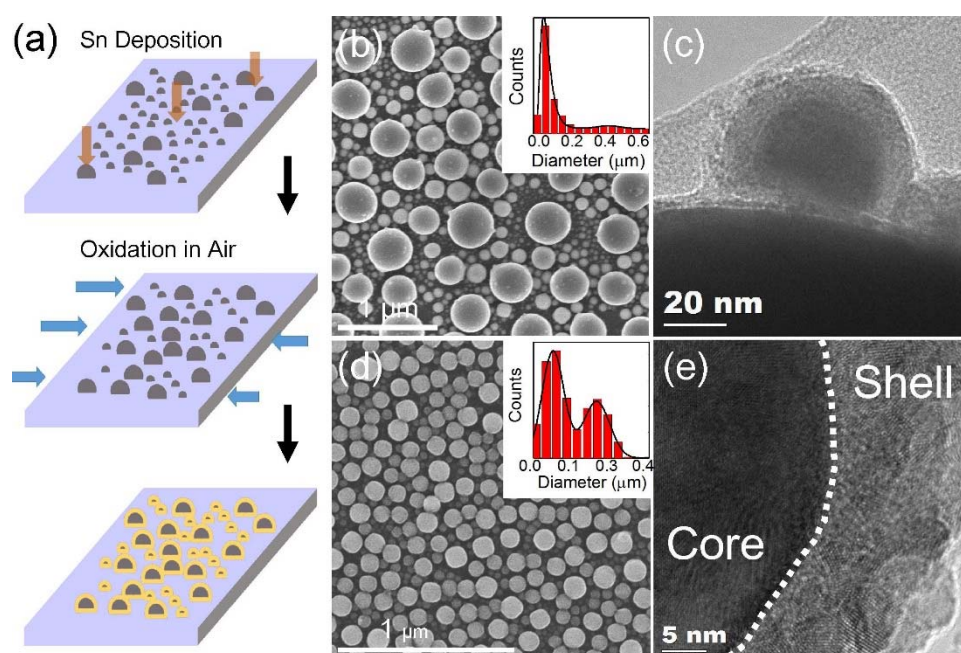 (a)
Sn Deposition
Oxidation in Air
(b)
Counts
0.0 0.2 0.4 0.6
Diameter (μm)
1 μm
(c)
20 nm
(d)
Counts
0.0 0.1 0.2 0.3 0.4
Diameter (μm)
1 μm
(e)
Shell
Core
5 nm